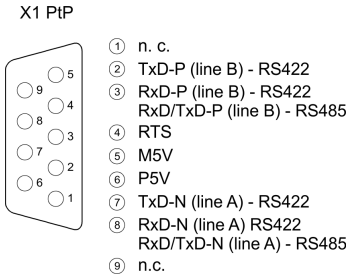 X1 PtP
5
9
4
8
3
7
2
6
1
① n. c.
② TxD-P (line B) - RS422
③ RxD-P (line B) - RS422
RxD/TxD-P (line B) - RS485
④ RTS
⑤ M5V
⑥ P5V
⑦ TxD-N (line A) - RS422
⑧ RxD-N (line A) RS422
RxD/TxD-N (line A) - RS485
⑨ n.c.